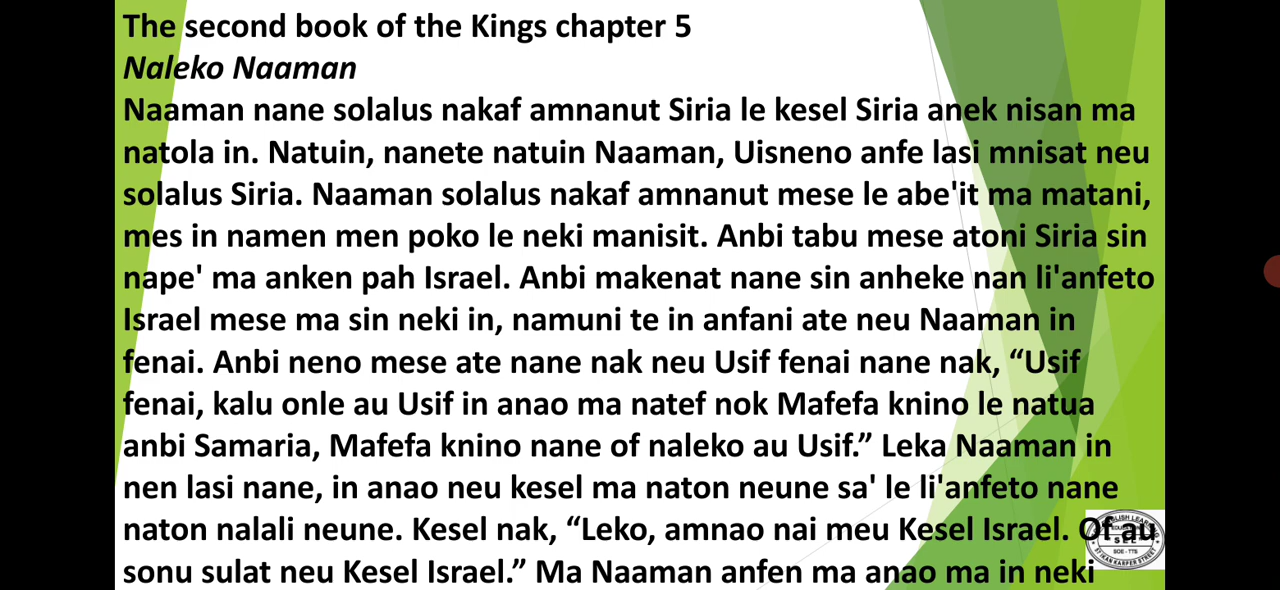 The second book of the Kings chapter 5
Naleko Naaman
Naaman nane solalus nakaf amnanut Siria le kesel Siria anek nisan ma
natola in. Natuin, nanete natuin Naaman, Uisneno anfe lasi mnisat neu
solalus Siria. Naaman solalus nakaf amnanut mese le abe'it ma matani,
mes in namen men poko le neki manisit. Anbi tabu mese atoni Siria sin
nape' ma anken pah Israel. Anbi makenat nane sin anheke nan li'anfeto
Israel mese ma sin neki in, namuni te in anfani ate neu Naaman in
fenai. Anbi neno mese ate nane nak neu Usif fenai nane nak, “Usif
fenai, kalu onle au Usif in anao ma natef nok Mafefa knino le natua
anbi Samaria, Mafefa knino nane of naleko au Usif.” Leka Naaman in
nen lasi nane, in anao neu kesel ma naton neune sa' le li'anfeto nane
naton nalali neune. Kesel nak, “Leko, amnao nai meu Kesel Israel. Of au
sonu sulat neu Kesel Israel.” Ma Naaman anfen ma anao ma in neki